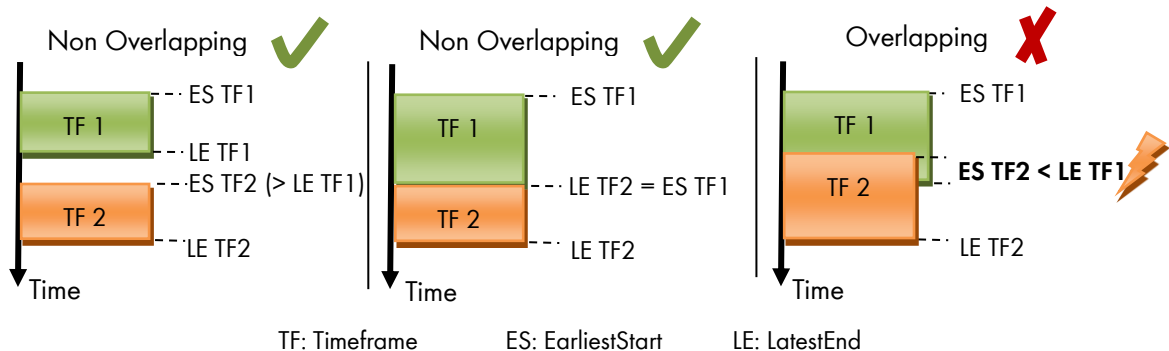 Non Overlapping
ES TF1
TF 1
LE TF1
ES TF2 (> LE TF1)
TF 2
LE TF2
Time
Non Overlapping
ES TF1
TF 1
LE TF2 = ES TF1
TF 2
LE TF2
Time
Overlapping
ES TF1
TF 1
ES TF2 < LE TF1
TF 2
LE TF2
Time
TF: Timeframe ES: EarliestStart LE: LatestEnd